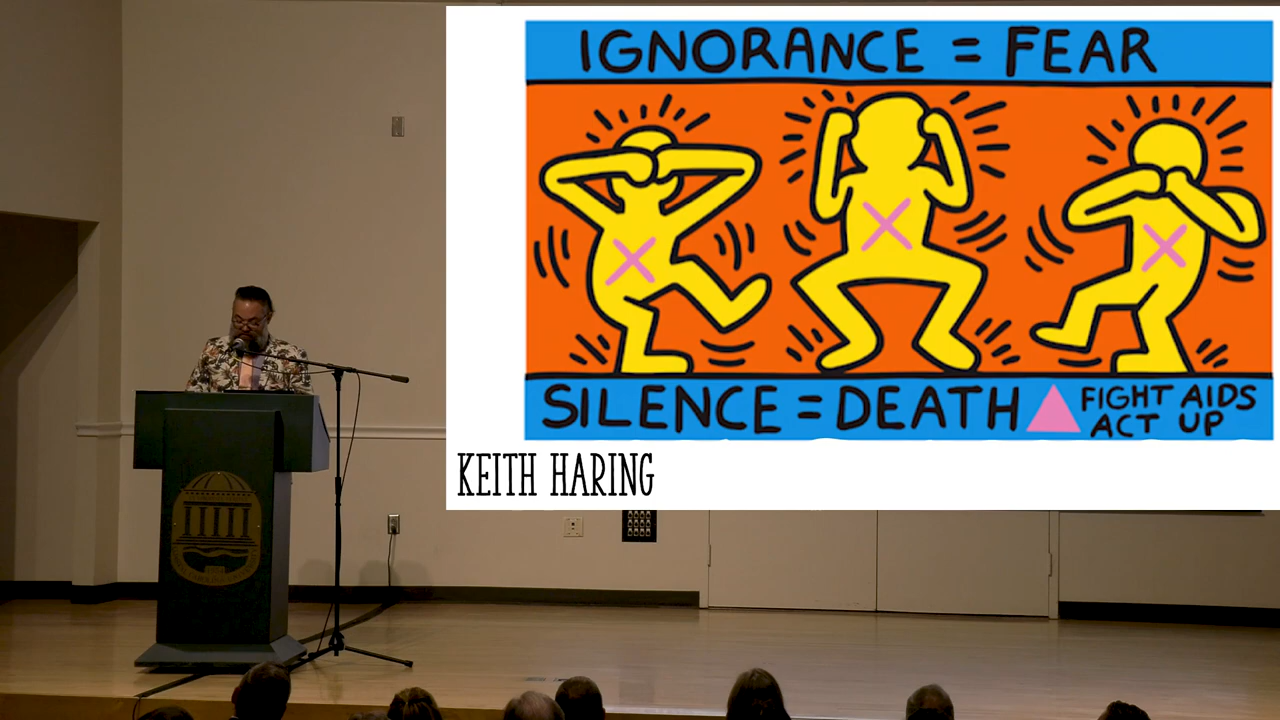 IGNORANCE = FEAR
SILENCE = DEATH
FIGHT AIDS
ACT UP
KEITH HARING